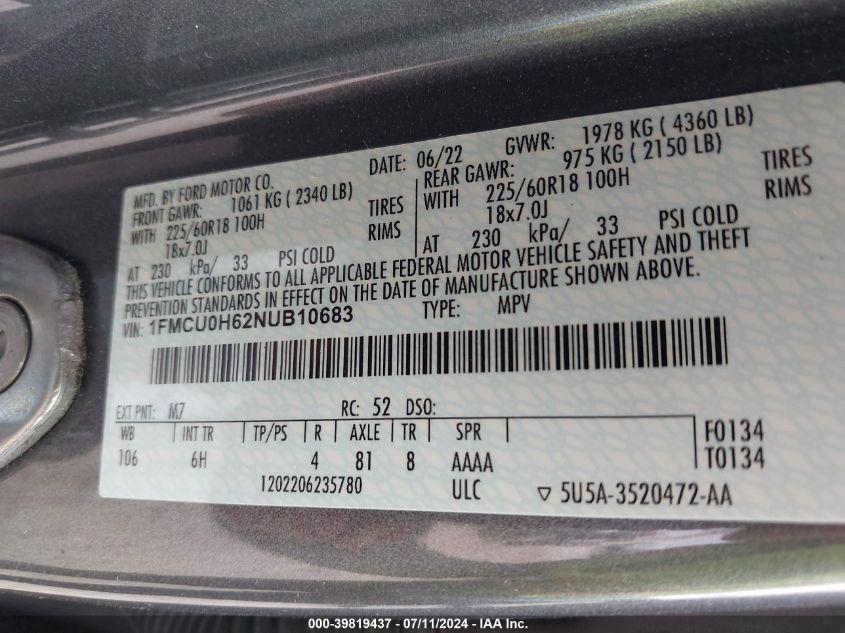 MFD. BY FORD MOTOR CO.
DATE: 06/22 GVWR: 1978 KG ( 4360 LB)
FRONT GAWR: 1061 KG ( 2340 LB)
WITH 225/60R18 100H TIRES
18x7.0J RIMS
AT 230 kPa/ 33 PSI COLD
REAR GAWR: 975 KG ( 2150 LB)
WITH 225/60R18 100H TIRES
18x7.0J RIMS
AT 230 kPa/ 33 PSI COLD
THIS VEHICLE CONFORMS TO ALL APPLICABLE FEDERAL MOTOR VEHICLE SAFETY AND THEFT
PREVENTION STANDARDS IN EFFECT ON THE DATE OF MANUFACTURE SHOWN ABOVE.
VIN: 1FMCU0H62NUB10683 TYPE: MPV
EXT PNT: M7 RC: 52 DSO:
WB INT TR TP/PS R AXLE TR SPR
106 6H 4 81 8 AAAA
F0134
T0134
1202206235780 ULC ▽ 5U5A-3520472-AA
000-39819437 - 07/11/2024 - IAA Inc.